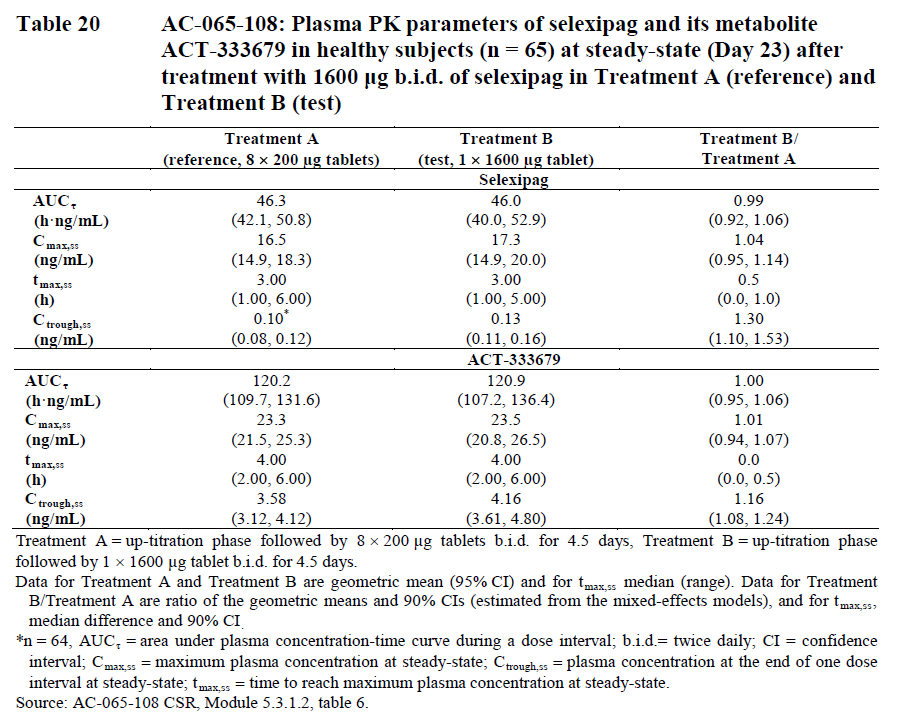 Table 20 AC-065-108: Plasma PK parameters of selexipag and its metabolite
ACT-333679 in healthy subjects (n = 65) at steady-state (Day 23) after
treatment with 1600 µg b.i.d. of selexipag in Treatment A (reference) and
Treatment B (test)
Treatment A Treatment B Treatment B/
(reference, 8 × 200 µg tablets) (test, 1 × 1600 µg tablet) Treatment A
Selexipag
AUCτ 46.3 46.0 0.99
(h·ng/mL) (42.1, 50.8) (40.0, 52.9) (0.92, 1.06)
Cmax,ss 16.5 17.3 1.04
(ng/mL) (14.9, 18.3) (14.9, 20.0) (0.95, 1.14)
tmax,ss 3.00 3.00 0.5
(h) (1.00, 6.00) (1.00, 5.00) (0.0, 1.0)
Ctrough,ss 0.10* 0.13 1.30
(ng/mL) (0.08, 0.12) (0.11, 0.16) (1.10, 1.53)
ACT-333679
AUCτ 120.2 120.9 1.00
(h·ng/mL) (109.7, 131.6) (107.2, 136.4) (0.95, 1.06)
Cmax,ss 23.3 23.5 1.01
(ng/mL) (21.5, 25.3) (20.8, 26.5) (0.94, 1.07)
tmax,ss 4.00 4.00 0.0
(h) (2.00, 6.00) (2.00, 6.00) (0.0, 0.5)
Ctrough,ss 3.58 4.16 1.16
(ng/mL) (3.12, 4.12) (3.61, 4.80) (1.08, 1.24)
Treatment A = up-titration phase followed by 8 × 200 µg tablets b.i.d. for 4.5 days, Treatment B = up-titration phase
followed by 1 × 1600 µg tablet b.i.d. for 4.5 days.
Data for Treatment A and Treatment B are geometric mean (95% CI) and for tmax,ss median (range). Data for Treatment
B/Treatment A are ratio of the geometric means and 90% CIs (estimated from the mixed-effects models), and for tmax,ss,
median difference and 90% CI.
*n = 64, AUCτ = area under plasma concentration-time curve during a dose interval; b.i.d.= twice daily; CI = confidence
interval; Cmax,ss = maximum plasma concentration at steady-state; Ctrough,ss = plasma concentration at the end of one dose
interval at steady-state; tmax,ss = time to reach maximum plasma concentration at steady-state.
Source: AC-065-108 CSR, Module 5.3.1.2, table 6.